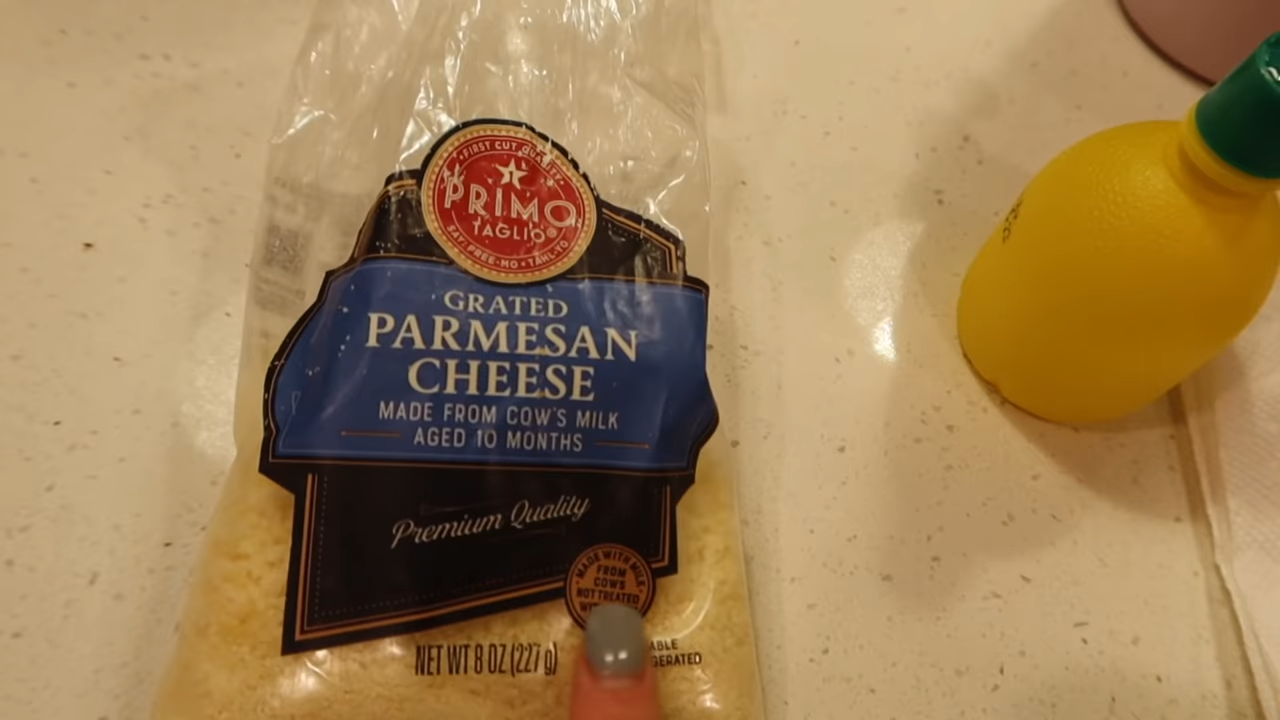 • FIRST CUT QUALITY •
PRIMO
TAGLIO®
SAY: PREE-MO • TAHL-YO
GRATED
PARMESAN
CHEESE
MADE FROM COW'S MILK
AGED 10 MONTHS
Premium Quality
MADE WITH MILK
FROM
COWS
NOT TREATED
NET WT 8 OZ (227 g)